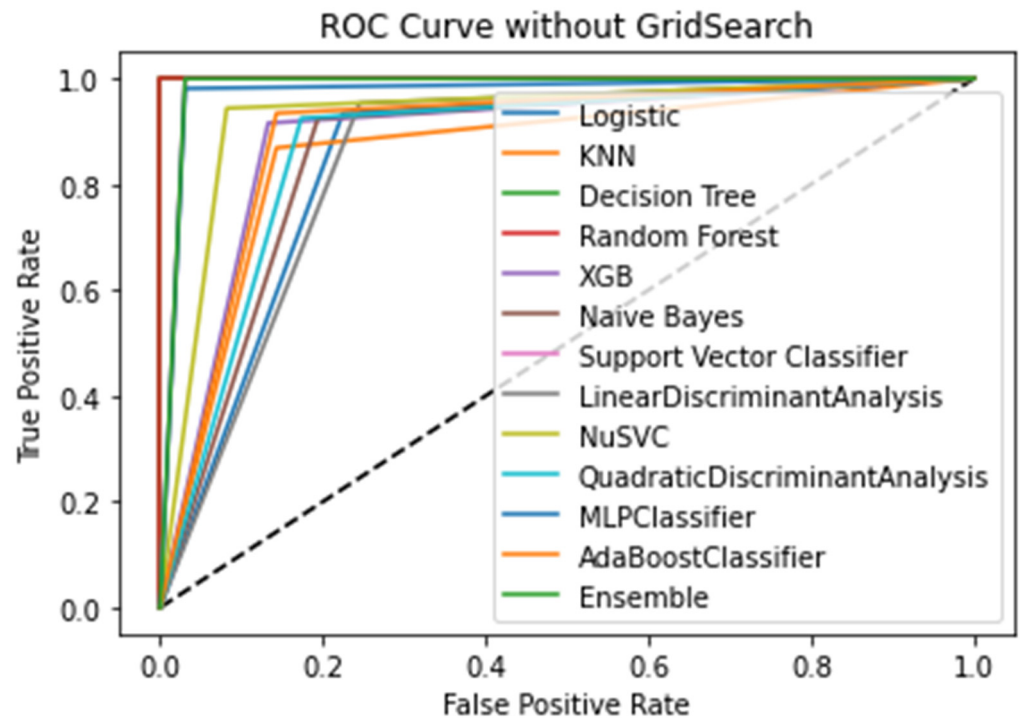 ROC Curve without GridSearch
True Positive Rate
1.0
0.8
0.6
0.4
0.2
0.0
Logistic
KNN
Decision Tree
Random Forest
XGB
Naive Bayes
Support Vector Classifier
LinearDiscriminantAnalysis
NuSVC
QuadraticDiscriminantAnalysis
MLPClassifier
AdaBoostClassifier
Ensemble
0.0 0.2 0.4 0.6 0.8 1.0
False Positive Rate